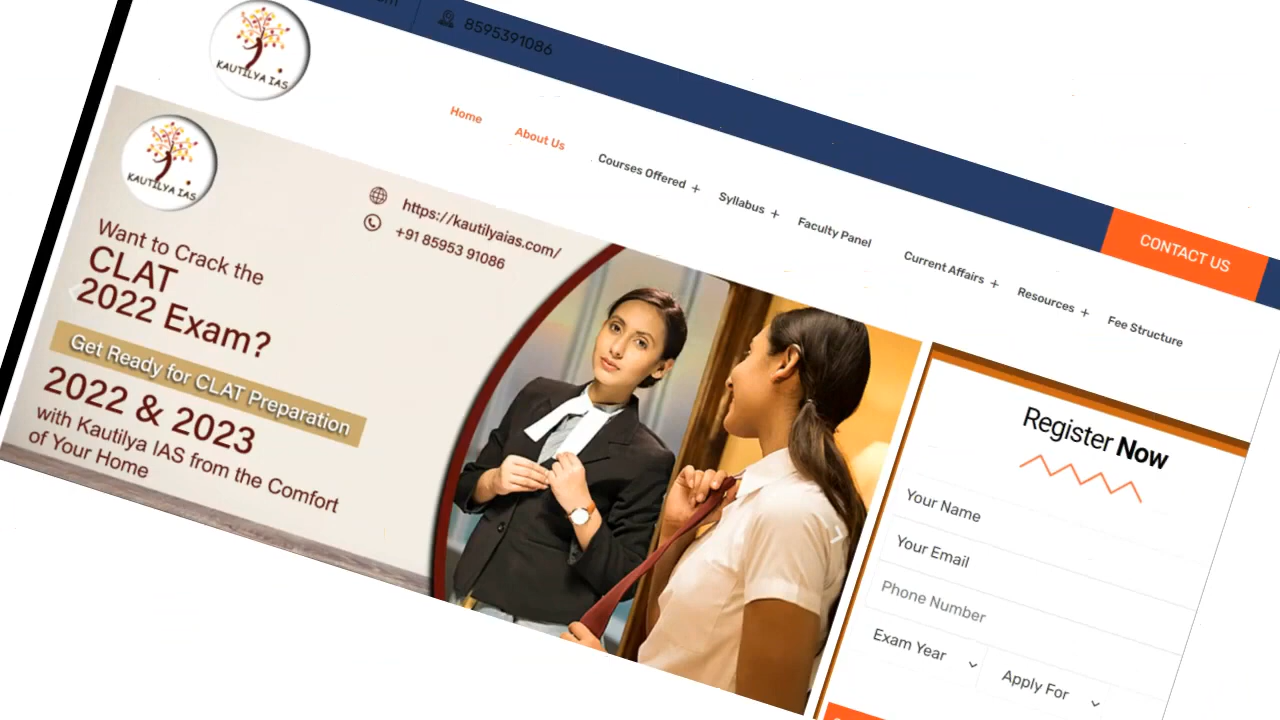 8595391086
KAUTILYA IAS
Home
About Us
Courses Offered +
Syllabus +
Faculty Panel
Current Affairs +
Resources +
Fee Structure
CONTACT US
KAUTILYA IAS
https://kautilyaias.com/
+91 85953 91086
Want to Crack the
CLAT
2022 Exam?
Get Ready for CLAT Preparation
2022 & 2023
with Kautilya IAS from the Comfort
of Your Home
Register Now
Your Name
Your Email
Phone Number
Exam Year
Apply For